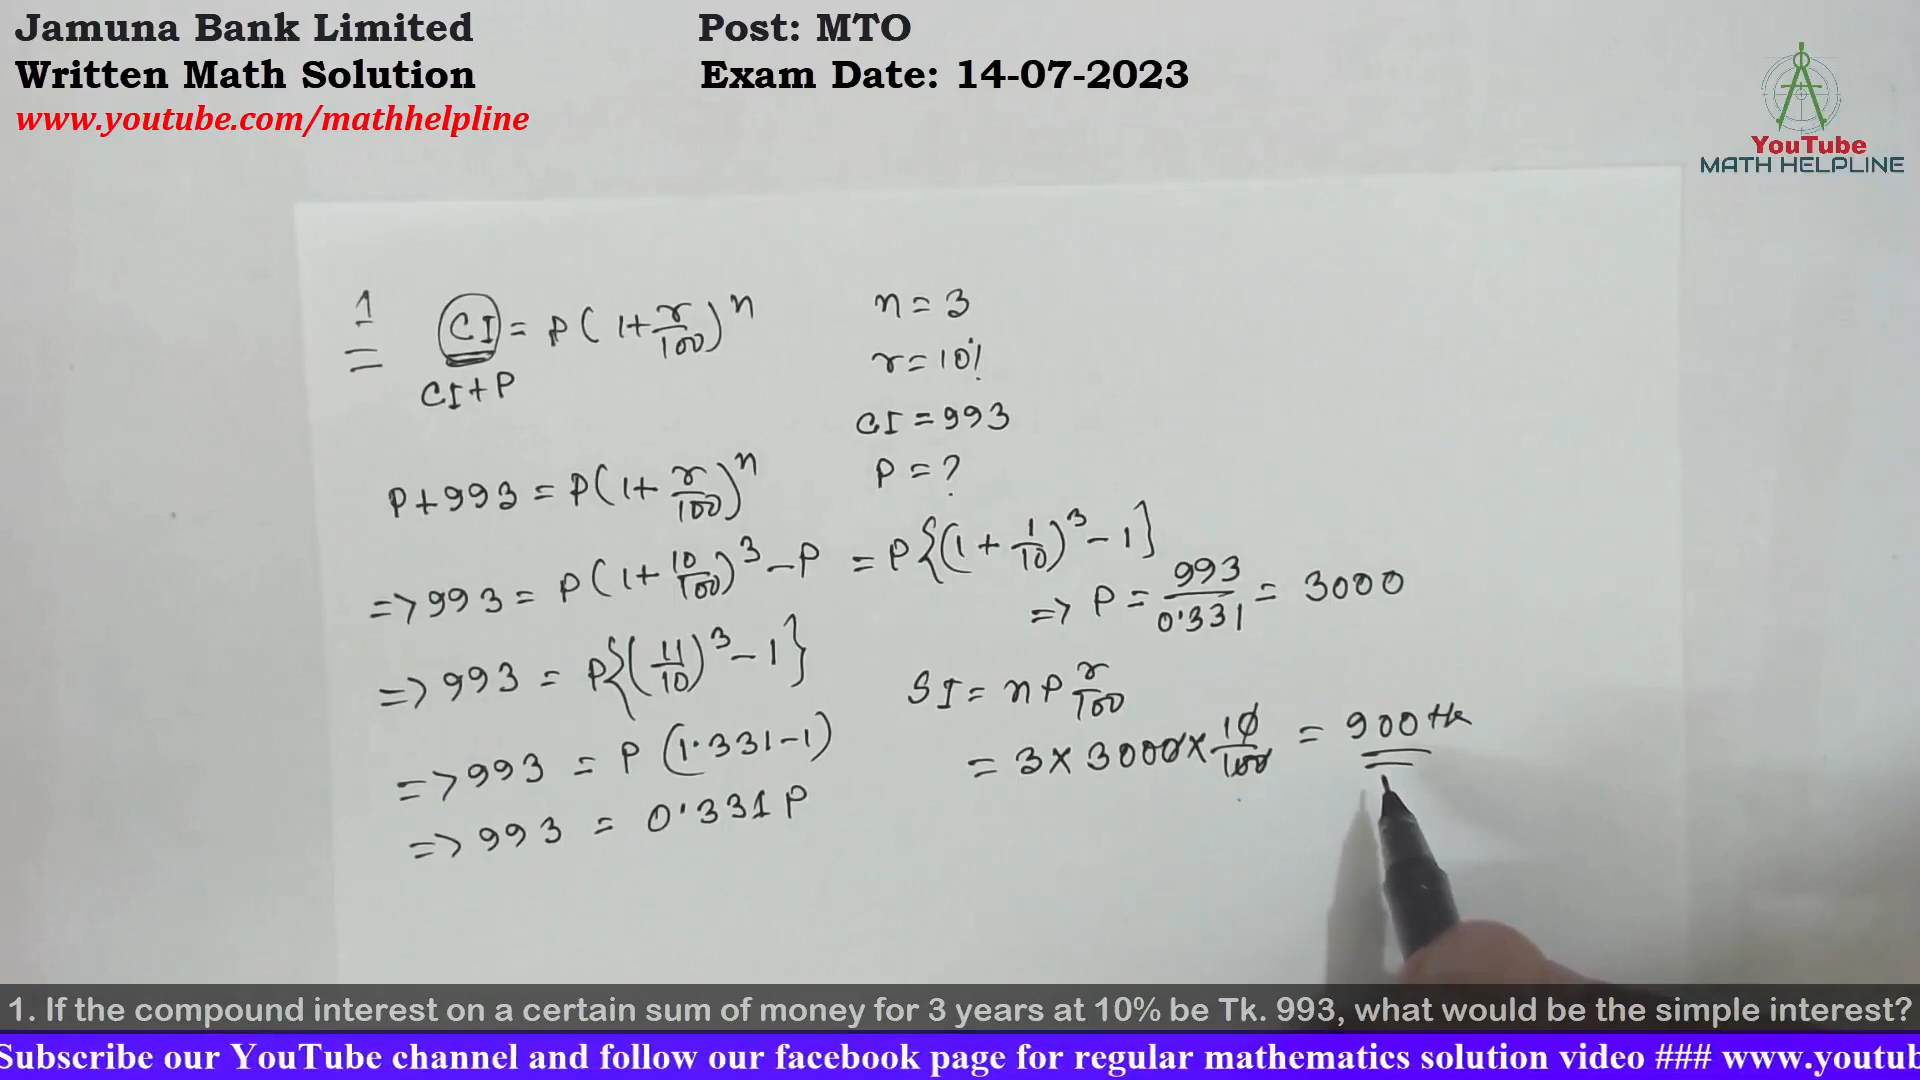 Jamuna Bank Limited
Post: MTO
Written Math Solution
Exam Date: 14-07-2023
www.youtube.com/mathhelpline
YouTube
MATH HELPLINE
1
CI = P(1+r/100)^n
CI+P
n = 3
r = 10%
CI = 993
P = ?
P+993 = P(1+r/100)^n
=> 993 = P(1+10/100)^3 - P = P{(1+1/10)^3 - 1}
=> 993 = P{(11/10)^3 - 1}
=> 993 = P(1.331-1)
=> 993 = 0.331P
=> P = 993/0.331 = 3000
SI = nP r/100
= 3 × 3000 × 10/100 = 900 tk
1. If the compound interest on a certain sum of money for 3 years at 10% be Tk. 993, what would be the simple interest?
Subscribe our YouTube channel and follow our facebook page for regular mathematics solution video ### www.youtub